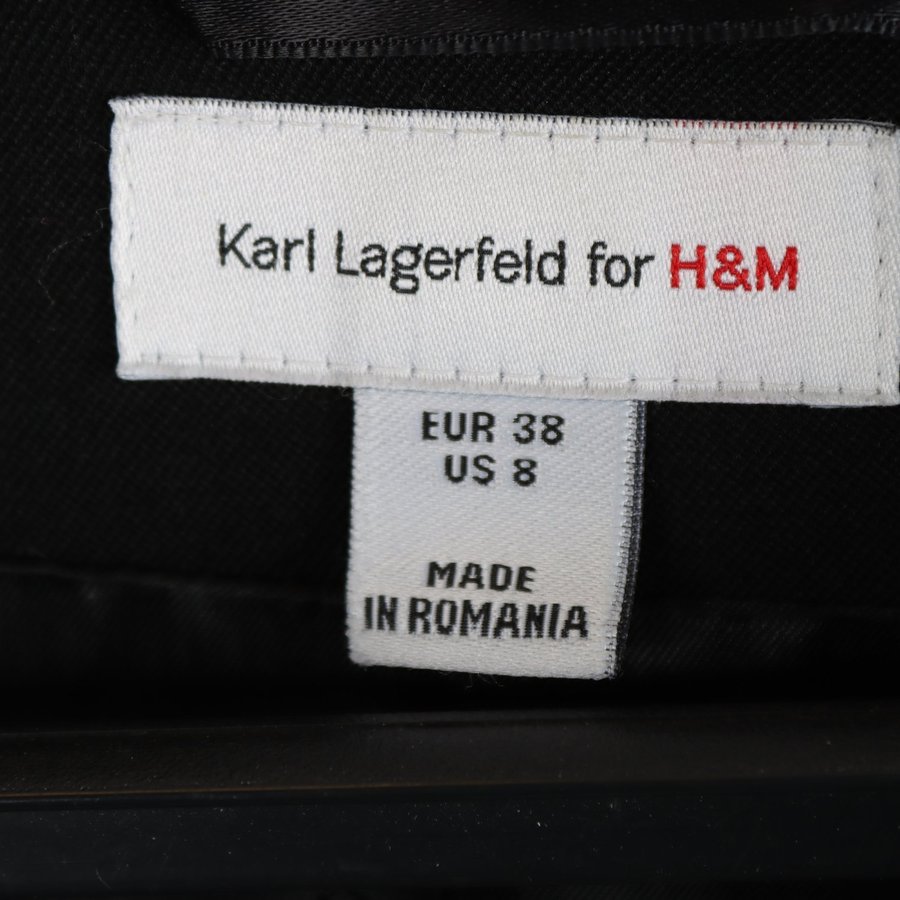 Karl Lagerfeld for H&M
EUR 38
US 8
MADE
IN ROMANIA